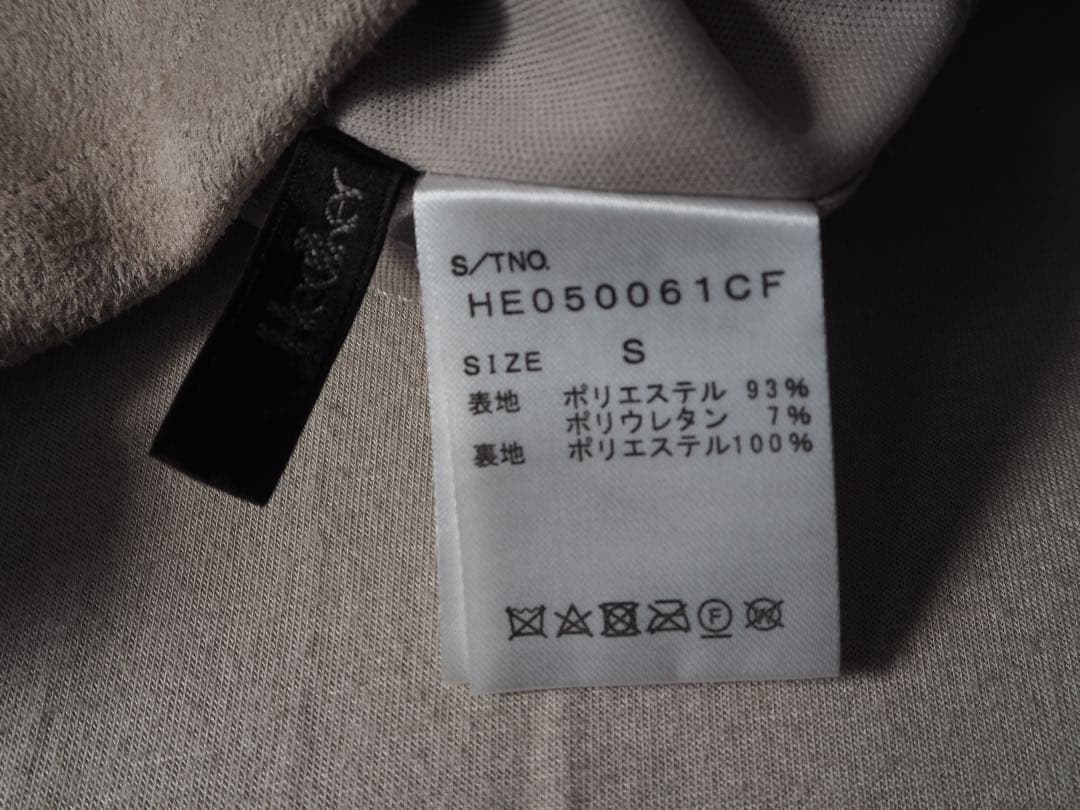 Heather
S/TNO.
HE050061CF
SIZE S
表地 ポリエステル 93%
ポリウレタン 7%
裏地 ポリエステル100%
F
W